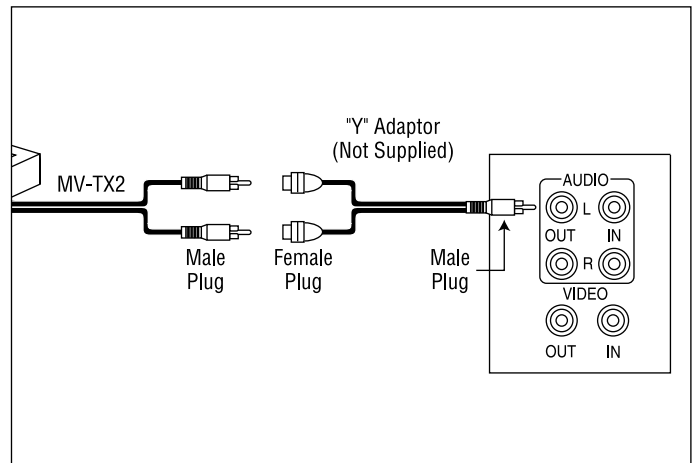 "Y" Adaptor
(Not Supplied)
MV-TX2
Male
Plug
Female
Plug
Male
Plug
AUDIO
L
OUT IN
R
VIDEO
OUT IN